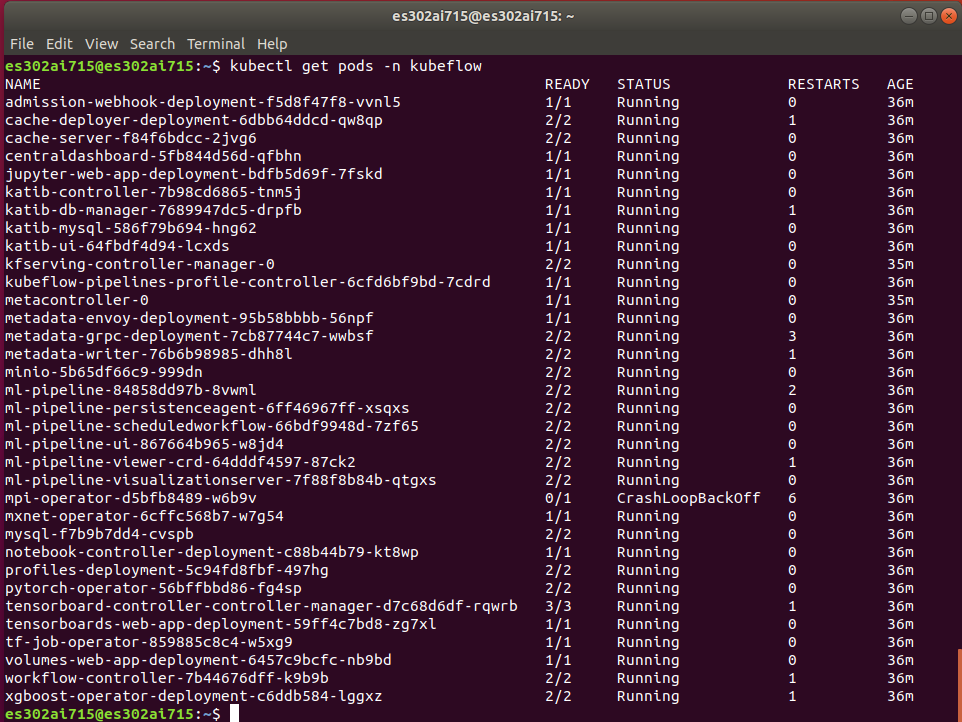 es302ai715@es302ai715: ~
File Edit View Search Terminal Help
es302ai715@es302ai715:~$ kubectl get pods -n kubeflow
NAME READY STATUS RESTARTS AGE
admission-webhook-deployment-f5d8f47f8-vvnl5 1/1 Running 0 36m
cache-deployer-deployment-6dbb64ddcd-qw8qp 2/2 Running 1 36m
cache-server-f84f6bdcc-2jvg6 2/2 Running 0 36m
centraldashboard-5fb844d56d-qfbhn 1/1 Running 0 36m
jupyter-web-app-deployment-bdfb5d69f-7fskd 1/1 Running 0 36m
katib-controller-7b98cd6865-tnm5j 1/1 Running 0 36m
katib-db-manager-7689947dc5-drpfb 1/1 Running 1 36m
katib-mysql-586f79b694-hng62 1/1 Running 0 36m
katib-ui-64fbdf4d94-lcxds 1/1 Running 0 36m
kfserving-controller-manager-0 2/2 Running 0 35m
kubeflow-pipelines-profile-controller-6cfd6bf9bd-7cdrd 1/1 Running 0 36m
metacontroller-0 1/1 Running 0 35m
metadata-envoy-deployment-95b58bbbb-56npf 1/1 Running 0 36m
metadata-grpc-deployment-7cb87744c7-wwbsf 2/2 Running 3 36m
metadata-writer-76b6b98985-dhh8l 2/2 Running 1 36m
minio-5b65df66c9-999dn 2/2 Running 0 36m
ml-pipeline-84858dd97b-8vwml 2/2 Running 2 36m
ml-pipeline-persistenceagent-6ff46967ff-xsqxs 2/2 Running 0 36m
ml-pipeline-scheduledworkflow-66bdf9948d-7zf65 2/2 Running 0 36m
ml-pipeline-ui-867664b965-w8jd4 2/2 Running 0 36m
ml-pipeline-viewer-crd-64dddf4597-87ck2 2/2 Running 1 36m
ml-pipeline-visualizationserver-7f88f8b84b-qtgxs 2/2 Running 0 36m
mpi-operator-d5bfb8489-w6b9v 0/1 CrashLoopBackOff 6 36m
mxnet-operator-6cffc568b7-w7g54 1/1 Running 0 36m
mysql-f7b9b7dd4-cvspb 2/2 Running 0 36m
notebook-controller-deployment-c88b44b79-kt8wp 1/1 Running 0 36m
profiles-deployment-5c94fd8fbf-497hg 2/2 Running 0 36m
pytorch-operator-56bffbbd86-fg4sp 2/2 Running 0 36m
tensorboard-controller-controller-manager-d7c68d6df-rqwrb 3/3 Running 1 36m
tensorboards-web-app-deployment-59ff4c7bd8-zg7xl 1/1 Running 0 36m
tf-job-operator-859885c8c4-w5xg9 1/1 Running 0 36m
volumes-web-app-deployment-6457c9bcfc-nb9bd 1/1 Running 0 36m
workflow-controller-7b44676dff-k9b9b 2/2 Running 1 36m
xgboost-operator-deployment-c6ddb584-lggxz 2/2 Running 1 36m
es302ai715@es302ai715:~$